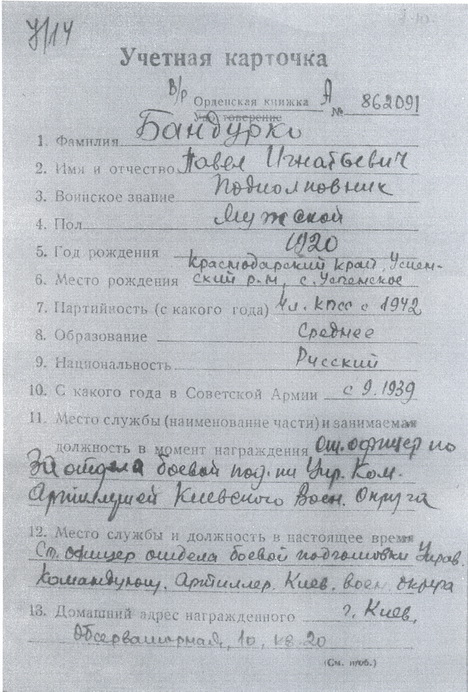 7/14
Учетная карточка
В/р Орденская книжка А № 862091
Удостоверение
1. Фамилия Бандурко
2. Имя и отчество Павел Игнатьевич
3. Воинское звание Подполковник
4. Пол Мужской
5. Год рождения 1920
Краснодарский край, Успен-
6. Место рождения ский р-н, с. Успенское
7. Партийность (с какого года) Чл. КПСС с 1942
8. Образование Среднее
9. Национальность Русский
10. С какого года в Советской Армии с 9.1939
11. Место службы (наименование части) и занимаемая
должность в момент награждения Ст. офицер по
отдела боевой под-ки Упр. Ком.
Артиллерией Киевского Воен. Округа
12. Место службы и должность в настоящее время
Ст. офицер отдела боевой подготовки Управ.
Командующ. Артиллер. Киев. воен. округа
13. Домашний адрес награжденного г. Киев,
Обсерваторная, 10, кв. 20
(См. н/об.)